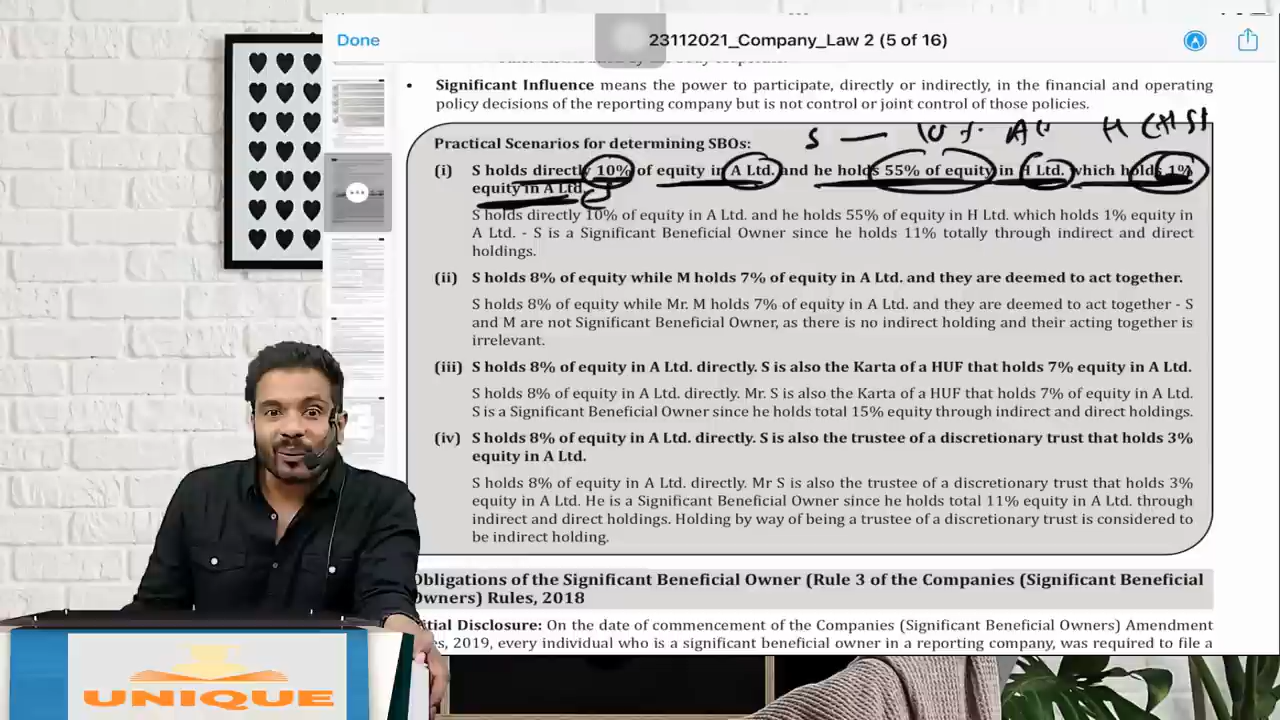 Done
23112021_Company_Law 2 (5 of 16)
• Significant Influence means the power to participate, directly or indirectly, in the financial and operating
policy decisions of the reporting company but is not control or joint control of those policies.
S — 10%. A H (H S)
Practical Scenarios for determining SBOs:
(i) S holds directly 10% of equity in A Ltd. and he holds 55% of equity in H Ltd. which holds 1%
equity in A Ltd.
S holds directly 10% of equity in A Ltd. and he holds 55% of equity in H Ltd. which holds 1% equity in
A Ltd. - S is a Significant Beneficial Owner since he holds 11% totally through indirect and direct
holdings.
(ii) S holds 8% of equity while M holds 7% of equity in A Ltd. and they are deemed to act together.
S holds 8% of equity while Mr. M holds 7% of equity in A Ltd. and they are deemed to act together - S
and M are not Significant Beneficial Owner, as there is no indirect holding and their acting together is
irrelevant.
(iii) S holds 8% of equity in A Ltd. directly. S is also the Karta of a HUF that holds 7% equity in A Ltd.
S holds 8% of equity in A Ltd. directly. Mr. S is also the Karta of a HUF that holds 7% of equity in A Ltd.
S is a Significant Beneficial Owner since he holds total 15% equity through indirect and direct holdings.
(iv) S holds 8% of equity in A Ltd. directly. S is also the trustee of a discretionary trust that holds 3%
equity in A Ltd.
S holds 8% of equity in A Ltd. directly. Mr S is also the trustee of a discretionary trust that holds 3%
equity in A Ltd. He is a Significant Beneficial Owner since he holds total 11% equity in A Ltd. through
indirect and direct holdings. Holding by way of being a trustee of a discretionary trust is considered to
be indirect holding.
Obligations of the Significant Beneficial Owner (Rule 3 of the Companies (Significant Beneficial
Owners) Rules, 2018
itial Disclosure: On the date of commencement of the Companies (Significant Beneficial Owners) Amendment
es, 2019, every individual who is a significant beneficial owner in a reporting company, was required to file a
UNIQUE